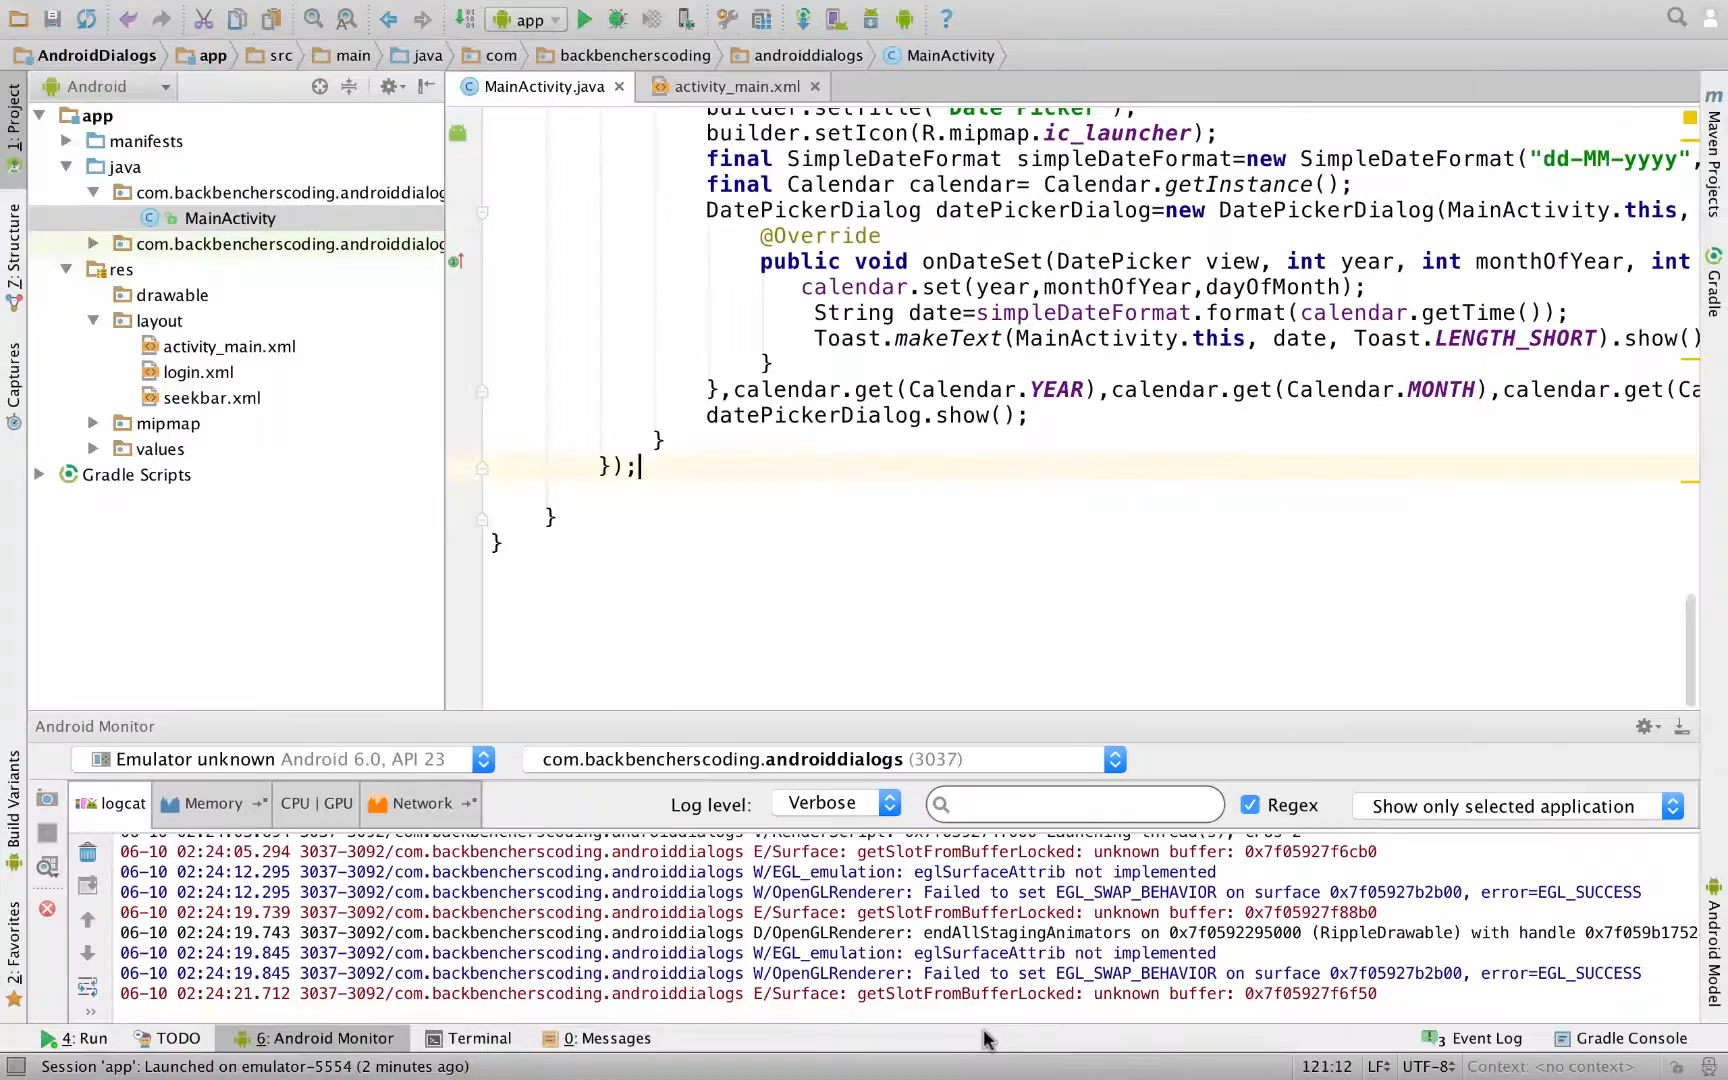 app
AndroidDialogs app src main java com backbencherscoding androiddialogs MainActivity
Android
MainActivity.java
activity_main.xml
1: Project
Z: Structure
Captures
Build Variants
2: Favorites
Maven Projects
Gradle
Android Model
app
manifests
java
com.backbencherscoding.androiddialog
MainActivity
com.backbencherscoding.androiddialog
res
drawable
layout
activity_main.xml
login.xml
seekbar.xml
mipmap
values
Gradle Scripts
builder.setTitle("Date Picker");
builder.setIcon(R.mipmap.ic_launcher);
final SimpleDateFormat simpleDateFormat=new SimpleDateFormat("dd-MM-yyyy",
final Calendar calendar= Calendar.getInstance();
DatePickerDialog datePickerDialog=new DatePickerDialog(MainActivity.this,
@Override
public void onDateSet(DatePicker view, int year, int monthOfYear, int
calendar.set(year,monthOfYear,dayOfMonth);
String date=simpleDateFormat.format(calendar.getTime());
Toast.makeText(MainActivity.this, date, Toast.LENGTH_SHORT).show()
}
},calendar.get(Calendar.YEAR),calendar.get(Calendar.MONTH),calendar.get(Ca
datePickerDialog.show();
}
});
}
}
Android Monitor
Emulator unknown Android 6.0, API 23
com.backbencherscoding.androiddialogs (3037)
logcat
Memory
CPU | GPU
Network
Log level: Verbose
Regex
Show only selected application
06-10 02:24:05.294 3037-3092/com.backbencherscoding.androiddialogs E/Surface: getSlotFromBufferLocked: unknown buffer: 0x7f05927f6cb0
06-10 02:24:12.295 3037-3092/com.backbencherscoding.androiddialogs W/EGL_emulation: eglSurfaceAttrib not implemented
06-10 02:24:12.295 3037-3092/com.backbencherscoding.androiddialogs W/OpenGLRenderer: Failed to set EGL_SWAP_BEHAVIOR on surface 0x7f05927b2b00, error=EGL_SUCCESS
06-10 02:24:19.739 3037-3092/com.backbencherscoding.androiddialogs E/Surface: getSlotFromBufferLocked: unknown buffer: 0x7f05927f88b0
06-10 02:24:19.743 3037-3092/com.backbencherscoding.androiddialogs D/OpenGLRenderer: endAllStagingAnimators on 0x7f0592295000 (RippleDrawable) with handle 0x7f059b1752
06-10 02:24:19.845 3037-3092/com.backbencherscoding.androiddialogs W/EGL_emulation: eglSurfaceAttrib not implemented
06-10 02:24:19.845 3037-3092/com.backbencherscoding.androiddialogs W/OpenGLRenderer: Failed to set EGL_SWAP_BEHAVIOR on surface 0x7f05927b2b00, error=EGL_SUCCESS
06-10 02:24:21.712 3037-3092/com.backbencherscoding.androiddialogs E/Surface: getSlotFromBufferLocked: unknown buffer: 0x7f05927f6f50
4: Run
TODO
6: Android Monitor
Terminal
0: Messages
3 Event Log
Gradle Console
Session 'app': Launched on emulator-5554 (2 minutes ago)
121:12 LF UTF-8 Context: <no context>